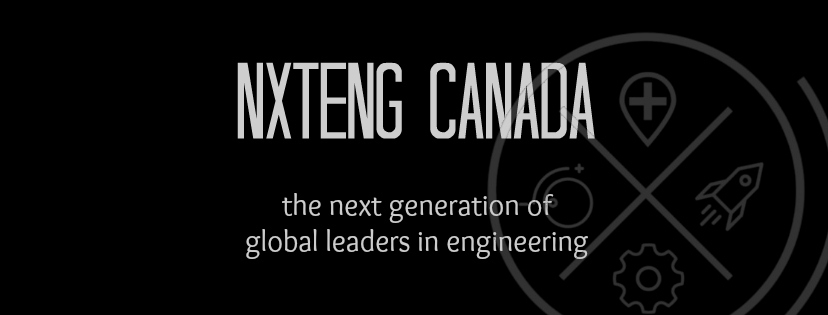 NXTENG CANADA
the next generation of
global leaders in engineering